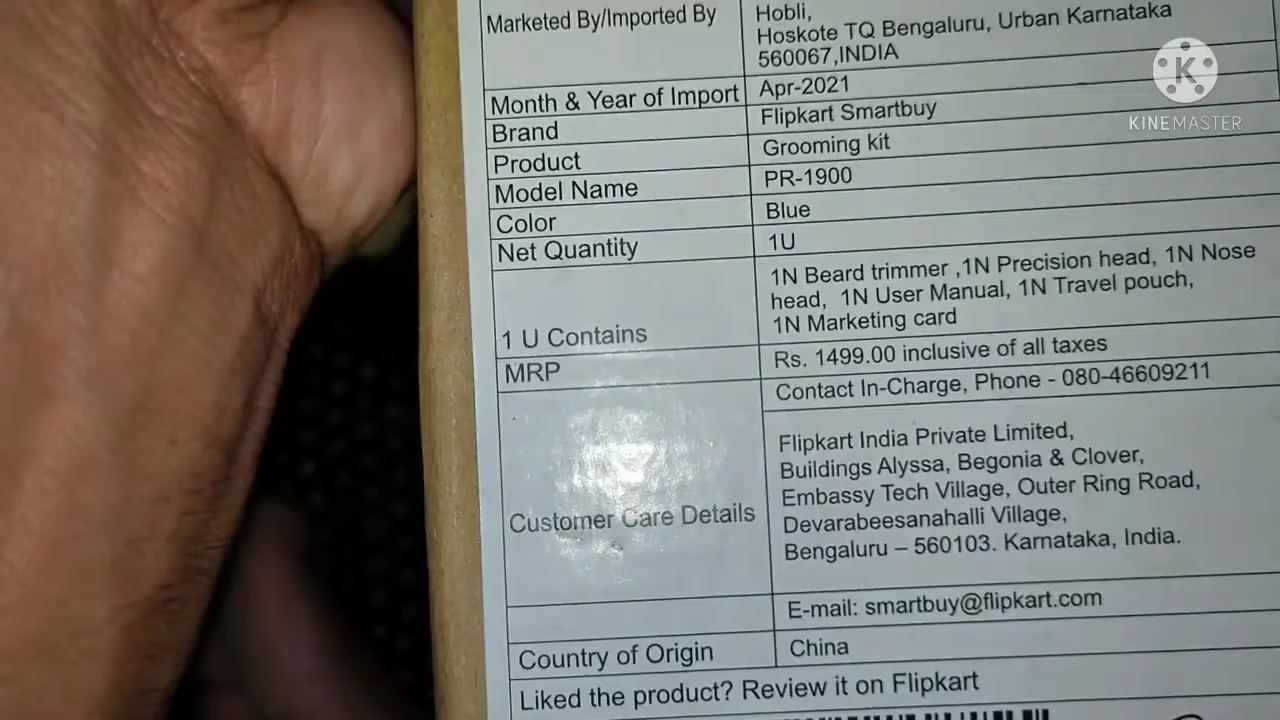 Marketed By/Imported By
Hobli,
Hoskote TQ Bengaluru, Urban Karnataka
560067,INDIA
Month & Year of Import
Apr-2021
Brand
Flipkart Smartbuy
Product
Grooming kit
Model Name
PR-1900
Color
Blue
Net Quantity
1U
1 U Contains
1N Beard trimmer ,1N Precision head, 1N Nose
head, 1N User Manual, 1N Travel pouch,
1N Marketing card
MRP
Rs. 1499.00 inclusive of all taxes
Customer Care Details
Contact In-Charge, Phone - 080-46609211
Flipkart India Private Limited,
Buildings Alyssa, Begonia & Clover,
Embassy Tech Village, Outer Ring Road,
Devarabeesanahalli Village,
Bengaluru – 560103. Karnataka, India.
E-mail: smartbuy@flipkart.com
Country of Origin
China
Liked the product? Review it on Flipkart
K
KINEMASTER